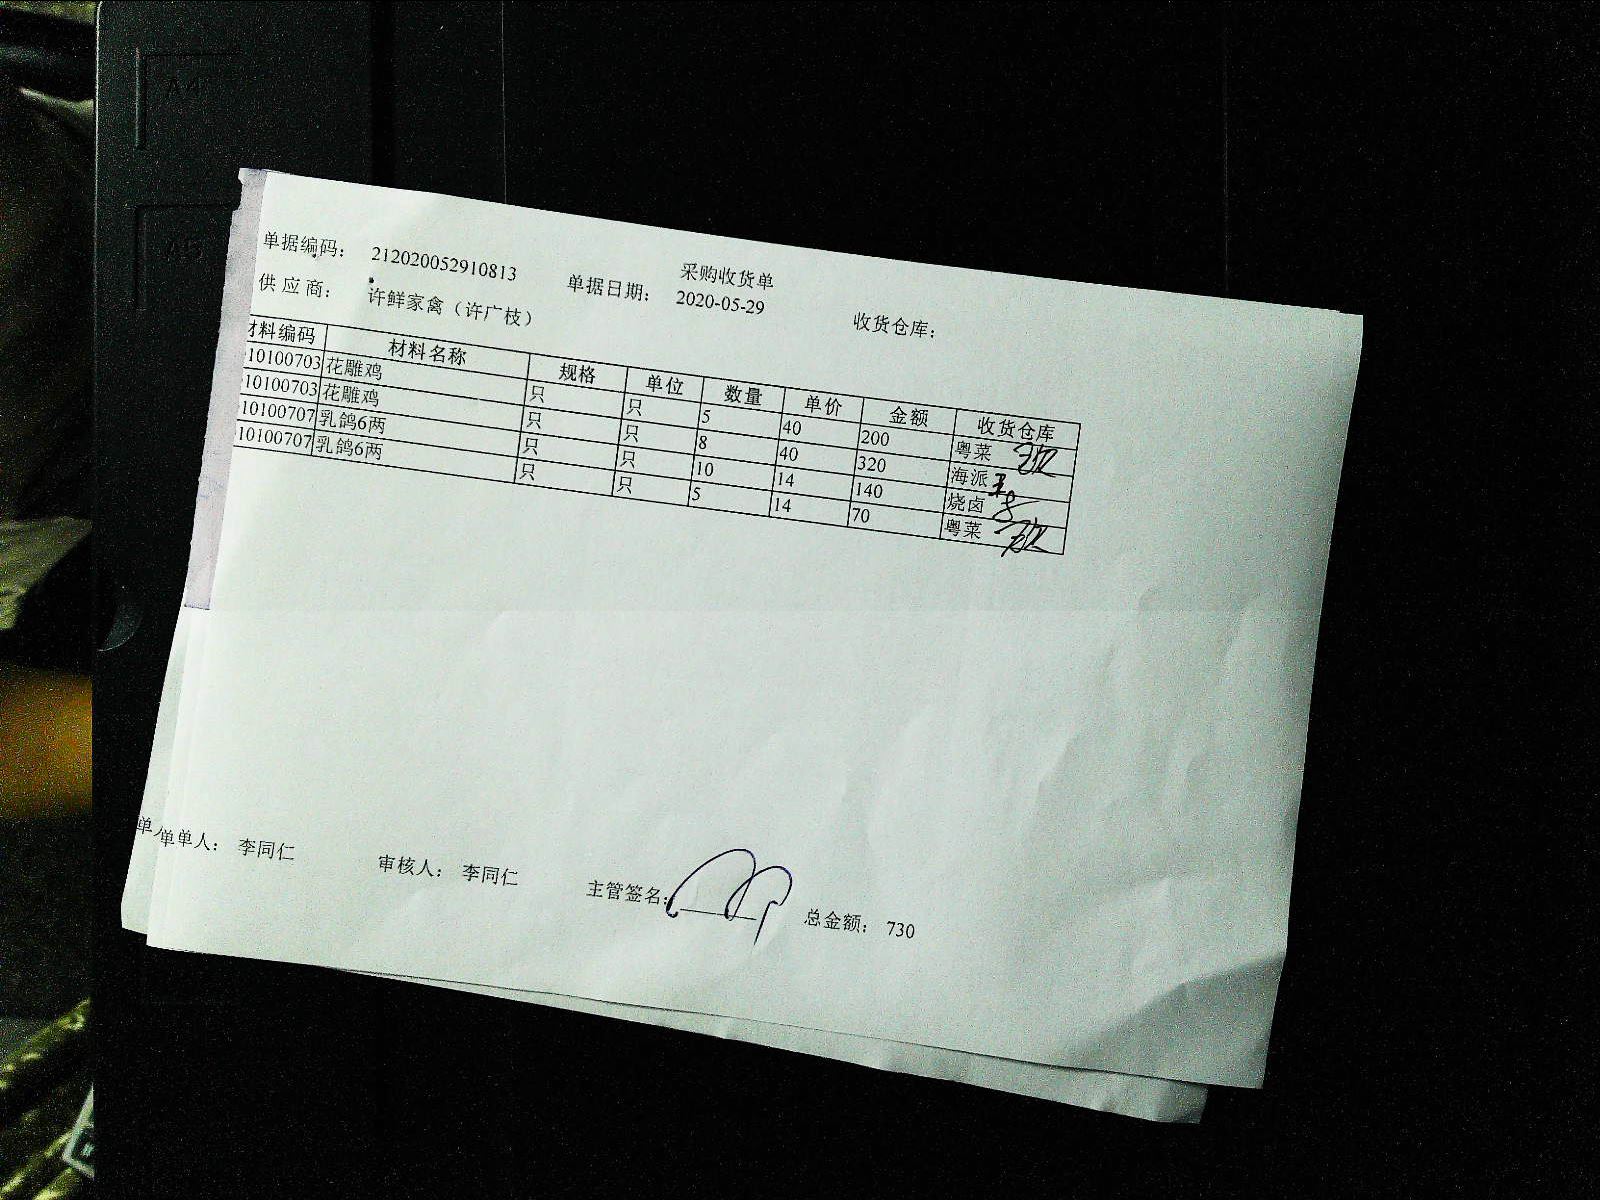 A4
A5
采购收货单
单据编码： 212020052910813 单据日期： 2020-05-29 收货仓库：
供应商： 许鲜家禽（许广枝）
材料编码 材料名称 规格 单位 数量 单价 金额 收货仓库
10100703 花雕鸡 只 只 5 40 200 粤菜
10100703 花雕鸡 只 只 8 40 320 海派
10100707 乳鸽6两 只 只 10 14 140 烧卤
10100707 乳鸽6两 只 只 5 14 70 粤菜
单单人： 李同仁 审核人： 李同仁 主管签名： 总金额： 730